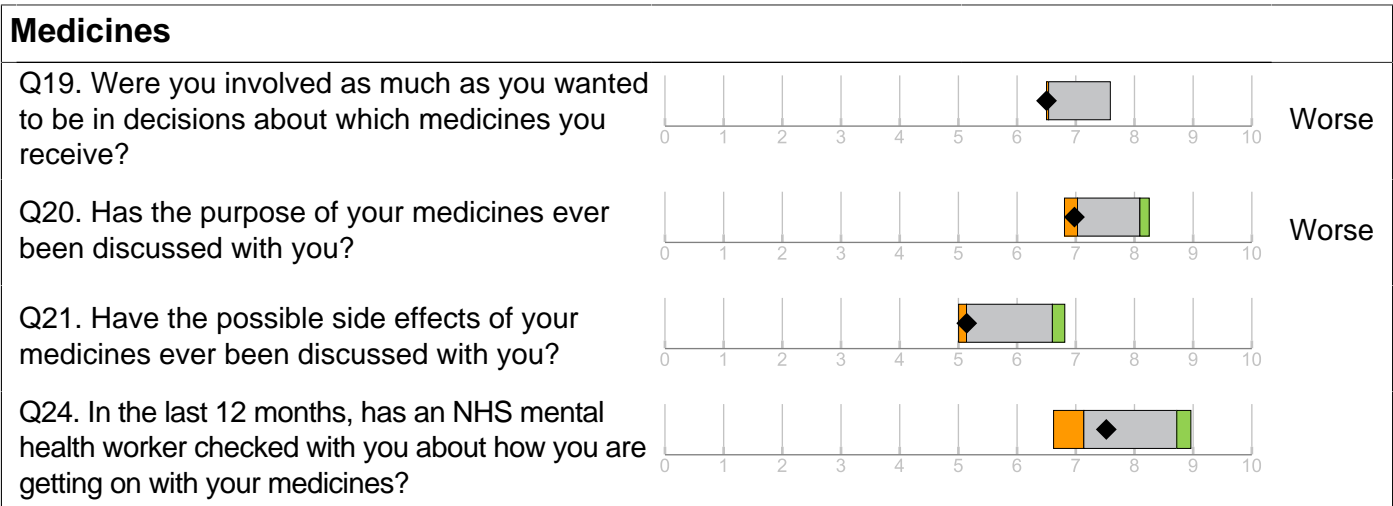 Medicines
Q19. Were you involved as much as you wanted
to be in decisions about which medicines you
receive?
0 1 2 3 4 5 6 7 8 9 10
Worse
Q20. Has the purpose of your medicines ever
been discussed with you?
0 1 2 3 4 5 6 7 8 9 10
Worse
Q21. Have the possible side effects of your
medicines ever been discussed with you?
0 1 2 3 4 5 6 7 8 9 10
Q24. In the last 12 months, has an NHS mental
health worker checked with you about how you are
getting on with your medicines?
0 1 2 3 4 5 6 7 8 9 10